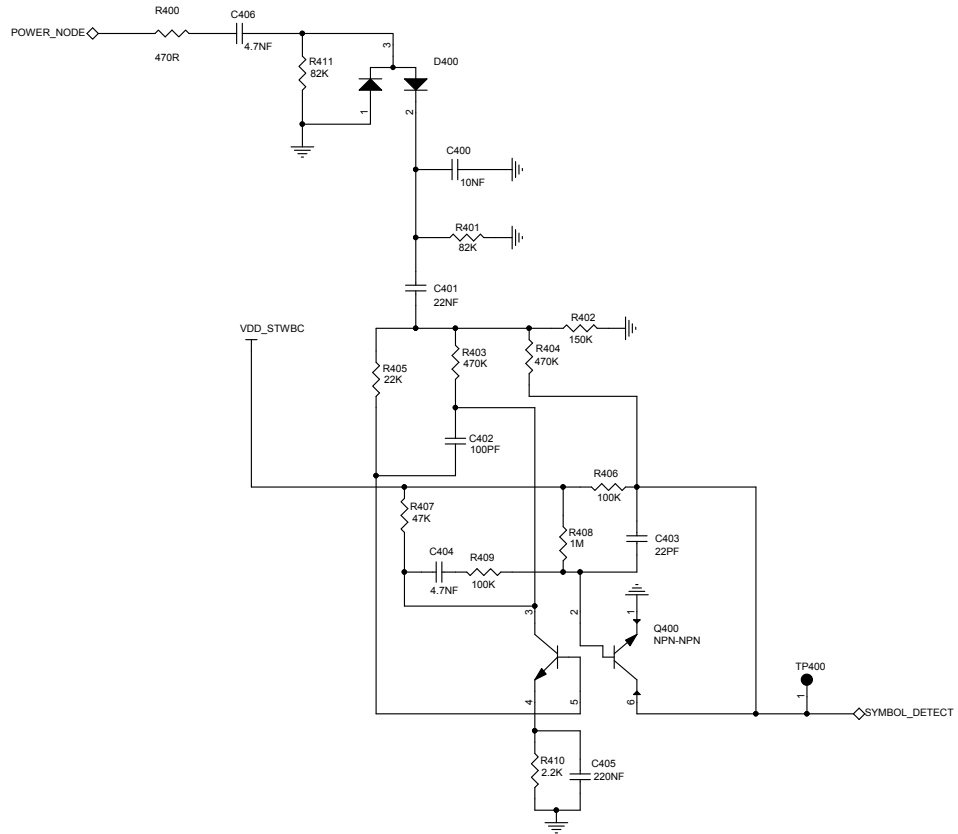 R400
C406
POWER_NODE
470R
4.7NF
3
R411
82K
D400
1
2
C400
10NF
R401
82K
C401
22NF
VDD_STWBC
R402
150K
R403
470K
R404
470K
R405
22K
C402
100PF
R406
100K
R407
47K
R408
1M
C403
22PF
C404
4.7NF
R409
100K
3
2
1
Q400
NPN-NPN
4
5
6
TP400
1
SYMBOL_DETECT
R410
2.2K
C405
220NF